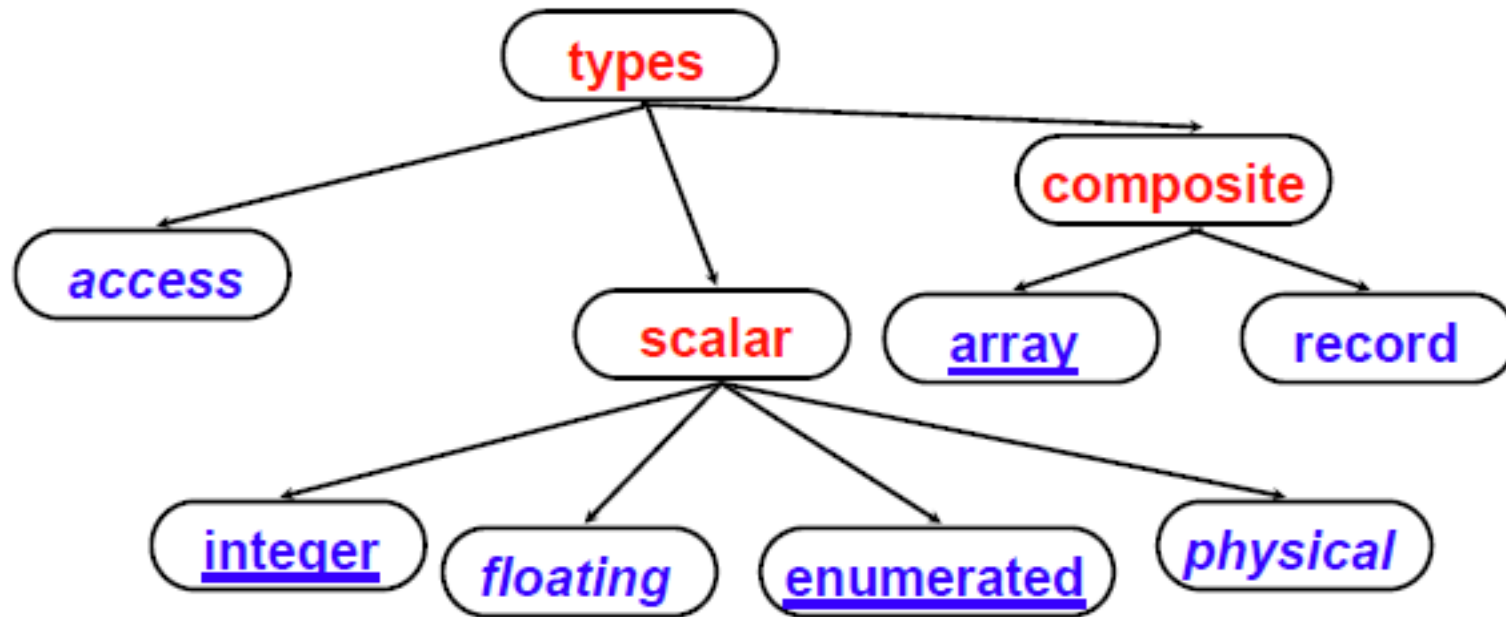 types
composite
access
scalar
array
record
integer
floating
enumerated
physical